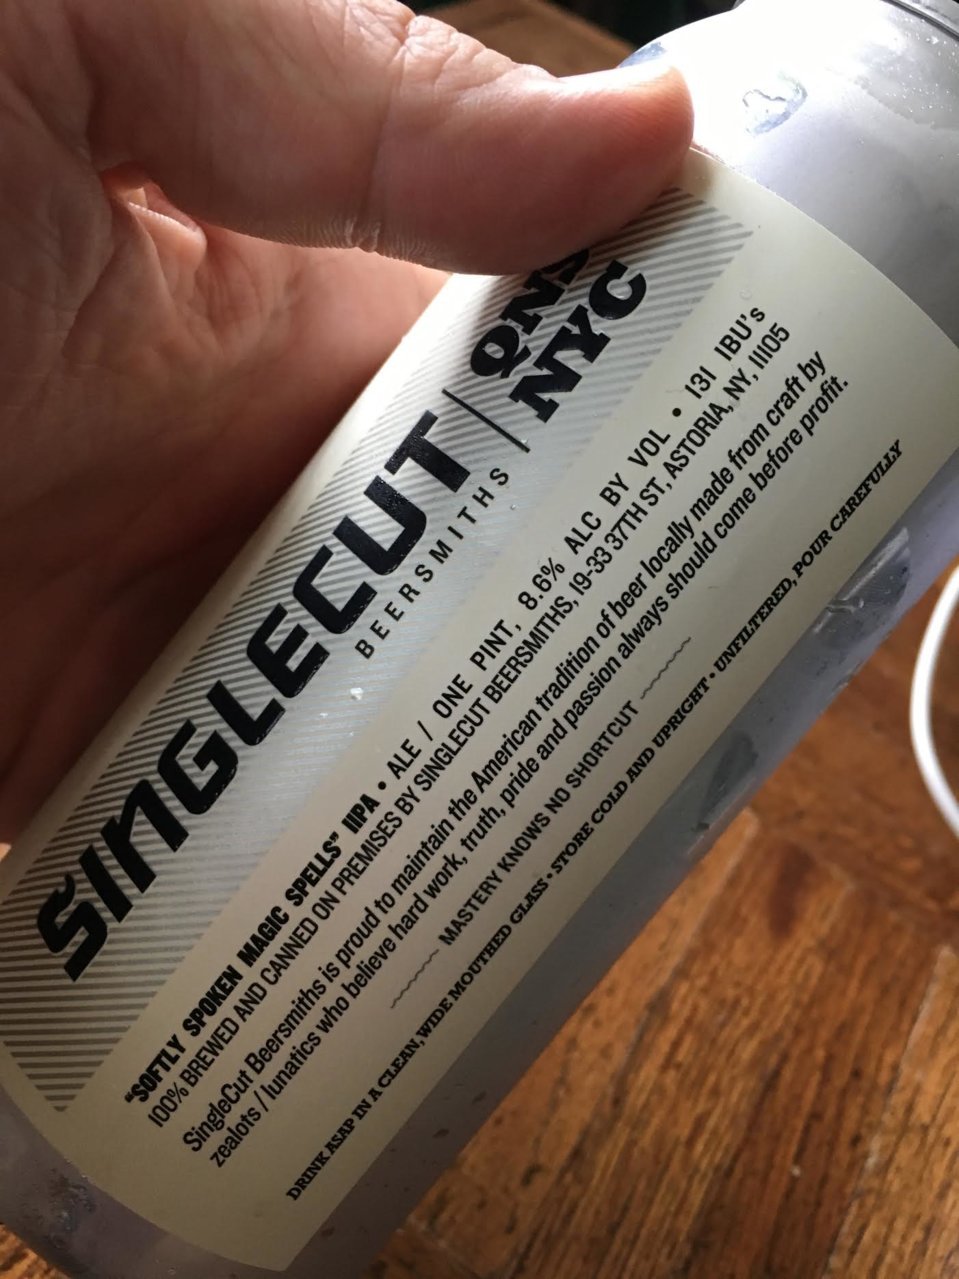 SINGLECUT
BEERSMITHS
QNS
NYC
"SOFTLY SPOKEN MAGIC SPELLS" IIPA • ALE / ONE PINT, 8.6% ALC BY VOL • 131 IBU's
100% BREWED AND CANNED ON PREMISES BY SINGLECUT BEERSMITHS, 19-33 37TH ST, ASTORIA, NY, 11105
SingleCut Beersmiths is proud to maintain the American tradition of beer locally made from craft by
zealots / lunatics who believe hard work, truth, pride and passion always should come before profit.
MASTERY KNOWS NO SHORTCUT
DRINK ASAP IN A CLEAN, WIDE MOUTHED GLASS • STORE COLD AND UPRIGHT • UNFILTERED, POUR CAREFULLY